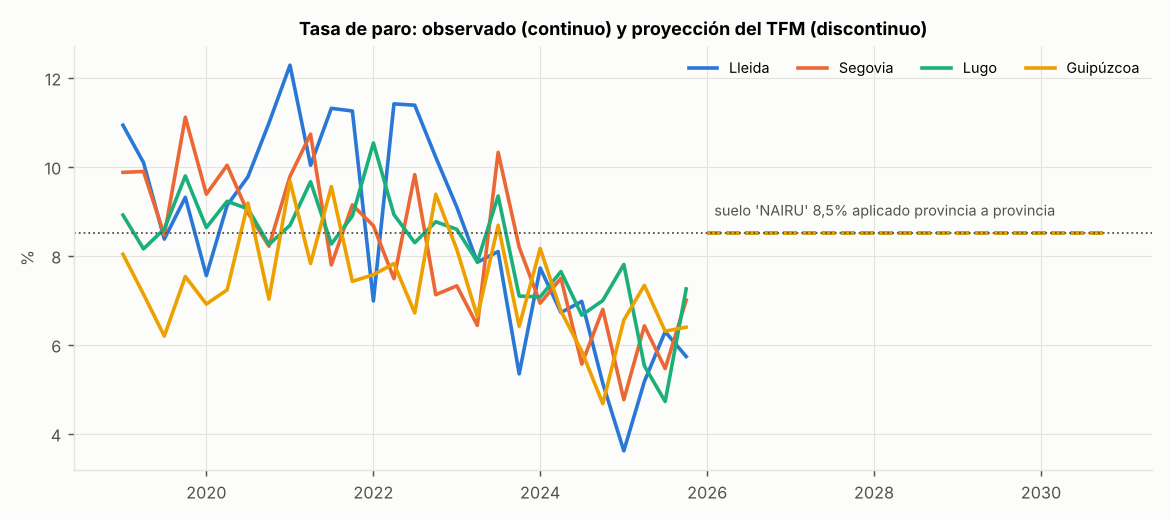 Tasa de paro: observado (continuo) y proyección del TFM (discontinuo)
Lleida Segovia Lugo Guipúzcoa
12
10
suelo 'NAIRU' 8,5% aplicado provincia a provincia
8
%
6
4
2020 2022 2024 2026 2028 2030